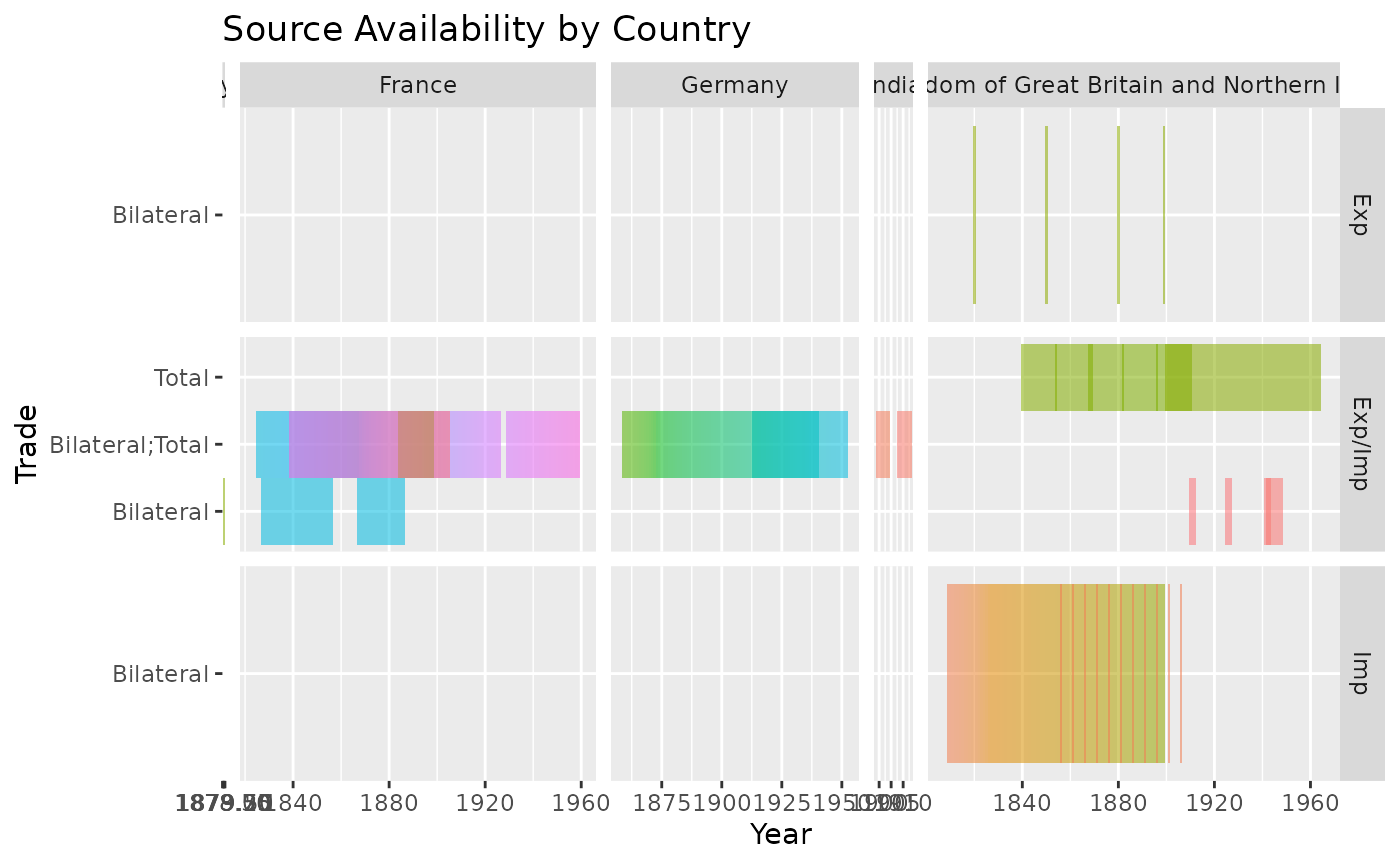 Source Availability by Country
France
Germany
dom of Great Britain and Northern I
Exp
Exp/Imp
Imp
Trade
Bilateral
Total
Bilateral;Total
Bilateral
Bilateral
1840 1880 1920 1960 1875 1900 1925 1950 1840 1880 1920 1960
Year